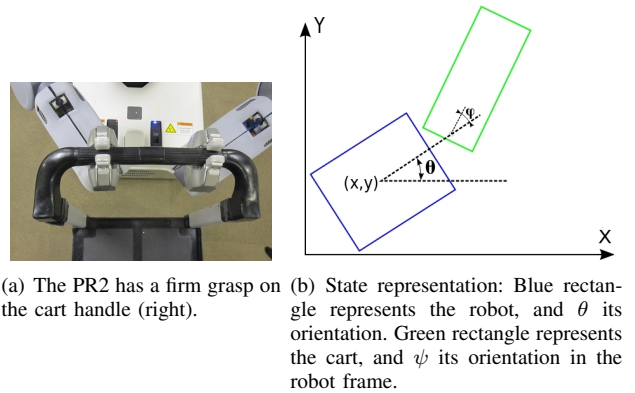 Y
φ
θ
(x,y)
X
(a) The PR2 has a firm grasp on
the cart handle (right).
(b) State representation: Blue rectan-
gle represents the robot, and θ its
orientation. Green rectangle represents
the cart, and ψ its orientation in the
robot frame.